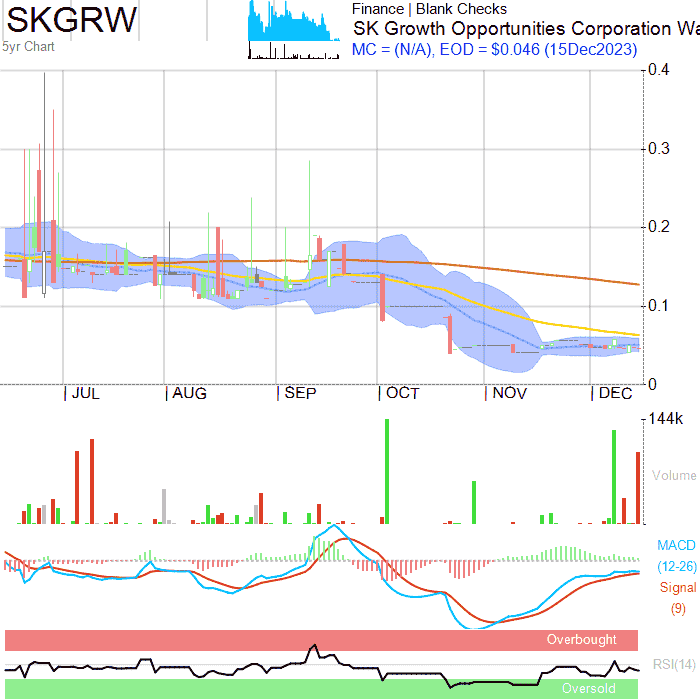 SKGRW
5yr Chart
Finance | Blank Checks
SK Growth Opportunities Corporation Wa
MC = (N/A), EOD = $0.046 (15Dec2023)
0.4
0.3
0.2
0.1
0
JUL AUG SEP OCT NOV DEC
144k
Volume
MACD
(12-26)
Signal
(9)
Overbought
RSI(14)
Oversold